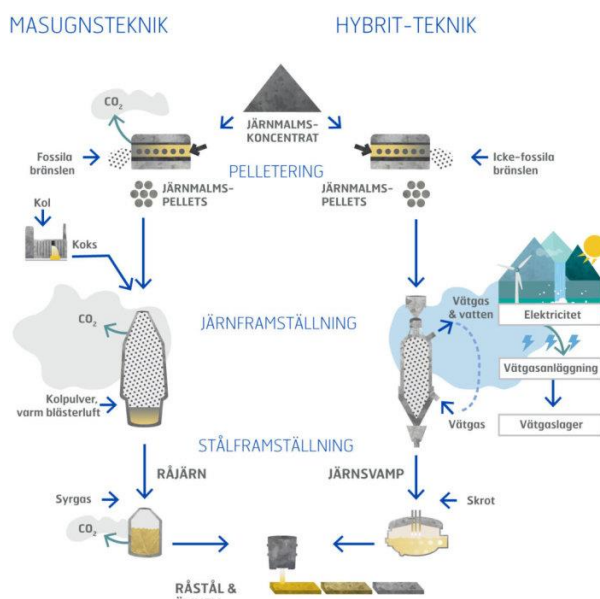 MASUGNSTEKNIK
HYBRIT-TEKNIK
CO2
JÄRNMALMS-
KONCENTRAT
Fossila
bränslen
Icke-fossila
bränslen
PELLETERING
JÄRNMALMS-
PELLETS
JÄRNMALMS-
PELLETS
Kol
Koks
CO2
JÄRNFRAMSTÄLLNING
Vätgas
& vatten
Elektricitet
Vätgasanläggning
Kolpulver,
varm blästerluft
Vätgas
Vätgaslager
STÅLFRAMSTÄLLNING
RÅJÄRN
JÄRNSVAMP
Syrgas
Skrot
CO2
RÅSTÅL &